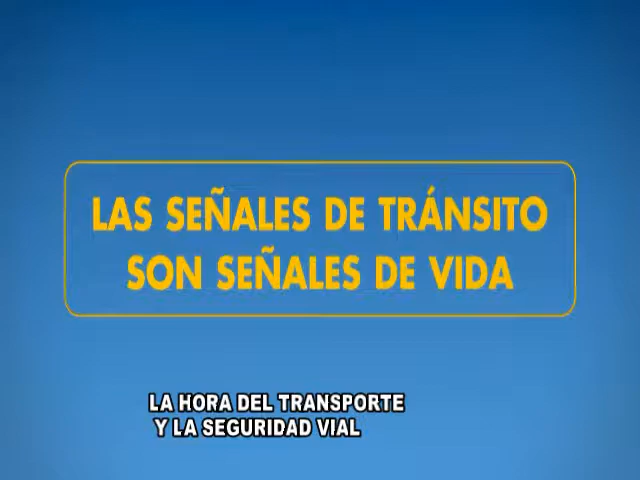 LAS SEÑALES DE TRÁNSITO
SON SEÑALES DE VIDA
LA HORA DEL TRANSPORTE
Y LA SEGURIDAD VIAL